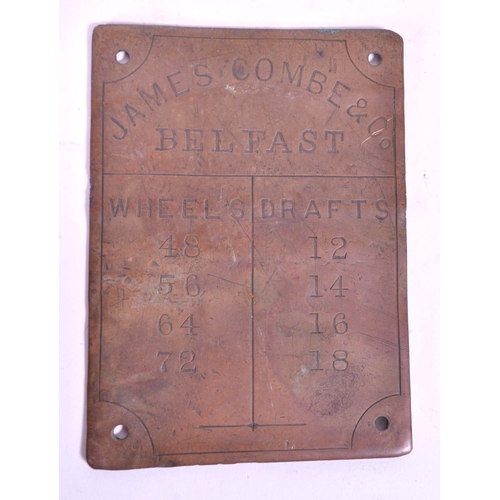 JAMES COMBE & Co
BELFAST
WHEELS DRAFTS
48 12
56 14
64 16
72 18